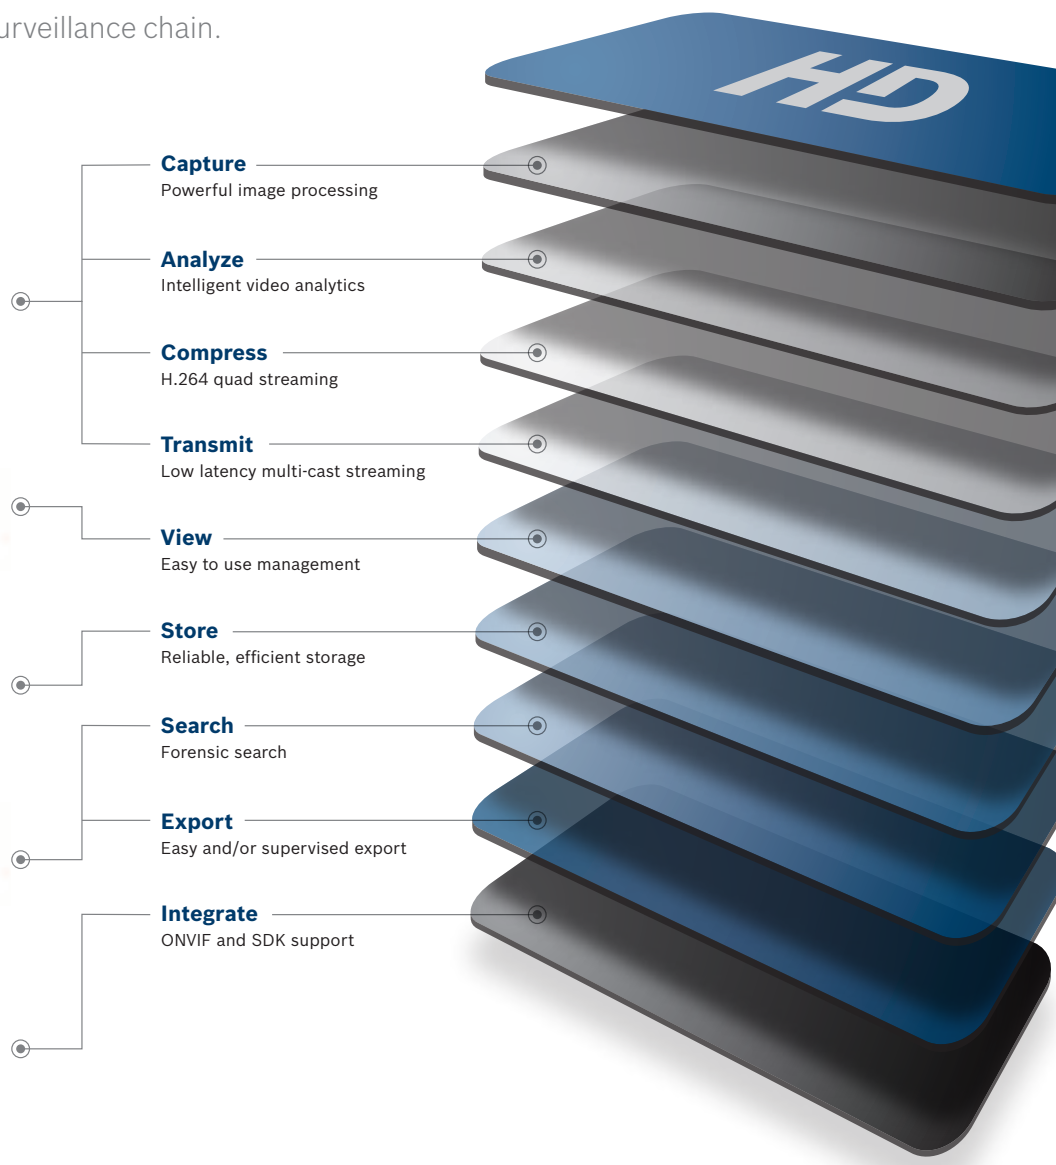 surveillance chain.
HD
Capture
Powerful image processing
Analyze
Intelligent video analytics
Compress
H.264 quad streaming
Transmit
Low latency multi-cast streaming
View
Easy to use management
Store
Reliable, efficient storage
Search
Forensic search
Export
Easy and/or supervised export
Integrate
ONVIF and SDK support